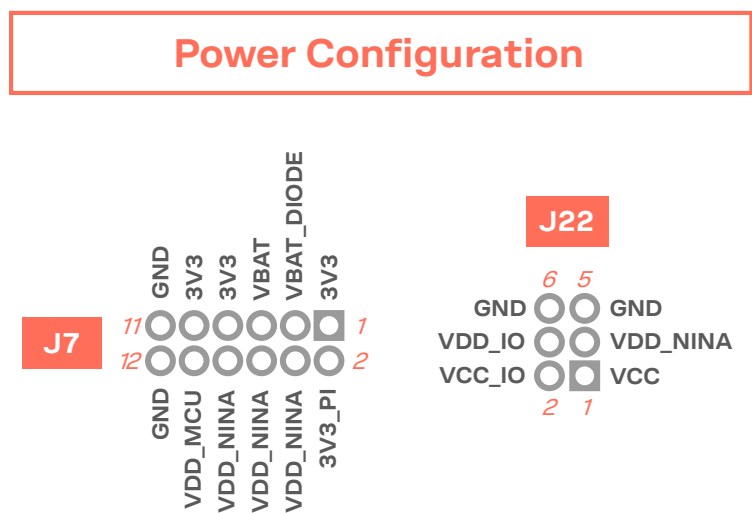 Power Configuration
J7
GND
3V3
3V3
VBAT
VBAT_DIODE
3V3
11
1
12
2
GND
VDD_MCU
VDD_NINA
VDD_NINA
VDD_NINA
3V3_PI
J22
6 5
GND GND
VDD_IO VDD_NINA
VCC_IO VCC
2 1